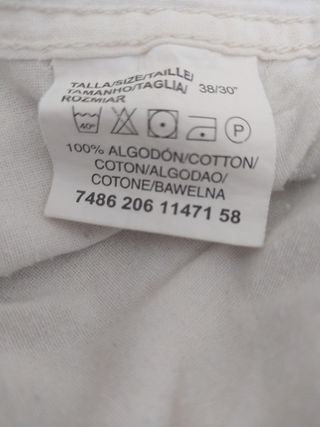 TALLA/SIZE/TAILLE/
TAMANHO/TAGLIA/ 38/30"
ROZMIAR
40° P
100% ALGODÓN/COTTON/
COTON/ALGODAO/
COTONE/BAWELNA
7486 206 11471 58